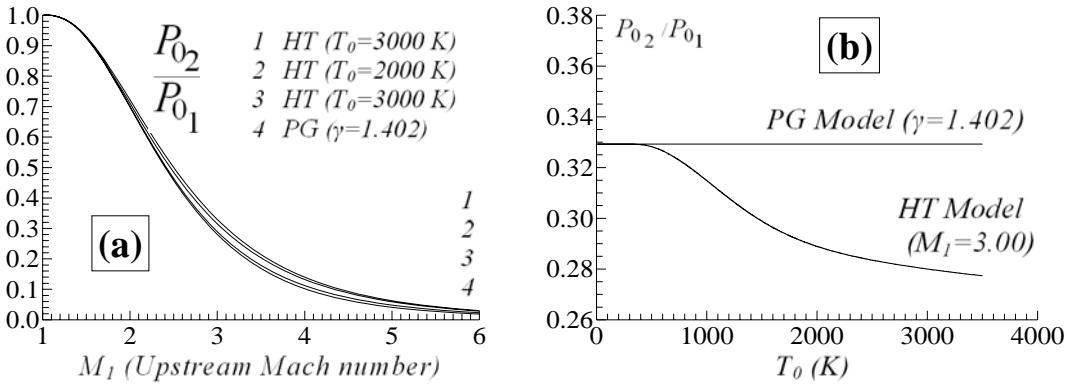 1.0
0.9
0.8
0.7
0.6
0.5
0.4
0.3
0.2
0.1
0.0
P02
P01
1 HT (T0=3000 K)
2 HT (T0=2000 K)
3 HT (T0=3000 K)
4 PG (γ=1.402)
(a)
1
2
3
4
1 2 3 4 5 6
M1 (Upstream Mach number)
0.38
0.36
0.34
0.32
0.30
0.28
0.26
P02/P01
(b)
PG Model (γ=1.402)
HT Model
(M1=3.00)
0 1000 2000 3000 4000
T0 (K)